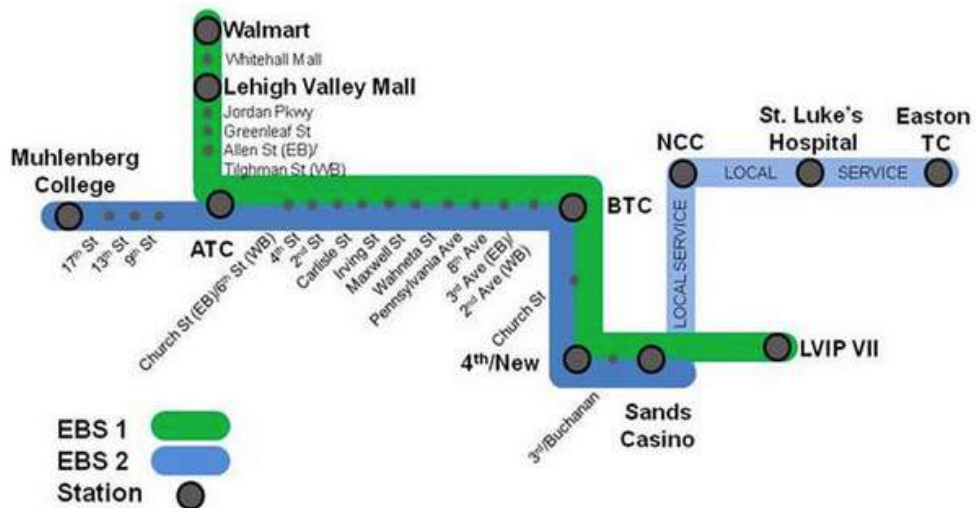 Walmart
Whitehall Mall
Lehigh Valley Mall
Jordan Pkwy
Greenleaf St
Allen St (EB)/
Tilghman St (WB)
Muhlenberg
College
17th St
13th St
9th St
ATC
Church St (EB)/6th St (WB)
4th St
2nd St
Carlisle St
Irving St
Maxwell St
Wahneta St
Pennsylvania Ave
8th Ave
3rd Ave (EB)/
2nd Ave (WB)
BTC
Church St
4th/New
3rd/Buchanan
Sands
Casino
LVIP VII
NCC
LOCAL SERVICE
LOCAL
St. Luke's
Hospital
SERVICE
Easton
TC
EBS 1
EBS 2
Station